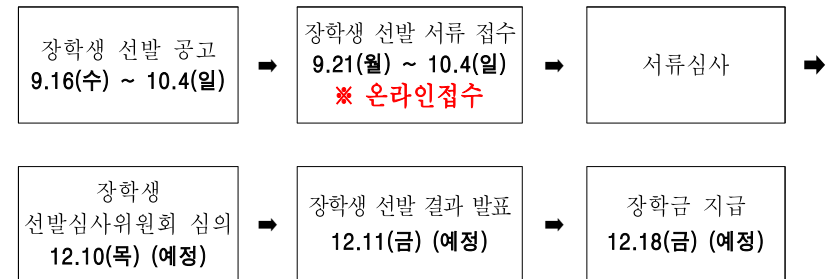 장학생 선발 공고
9.16(수) ~ 10.4(일)
➡
장학생 선발 서류 접수
9.21(월) ~ 10.4(일)
※ 온라인접수
➡
서류심사
➡
장학생
선발심사위원회 심의
12.10(목) (예정)
➡
장학생 선발 결과 발표
12.11(금) (예정)
➡
장학금 지급
12.18(금) (예정)